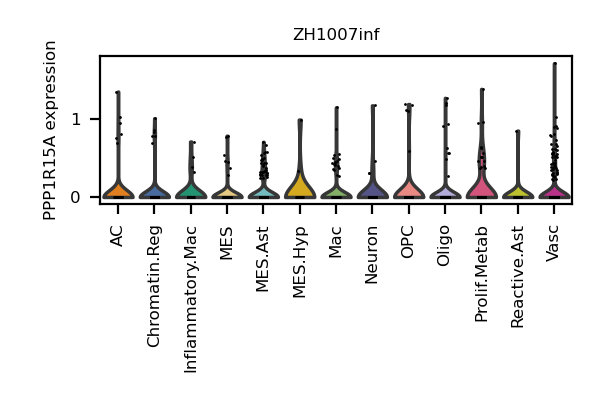 ZH1007inf
PPP1R15A expression
1
0
AC
Chromatin.Reg
Inflammatory.Mac
MES
MES.Ast
MES.Hyp
Mac
Neuron
OPC
Oligo
Prolif.Metab
Reactive.Ast
Vasc